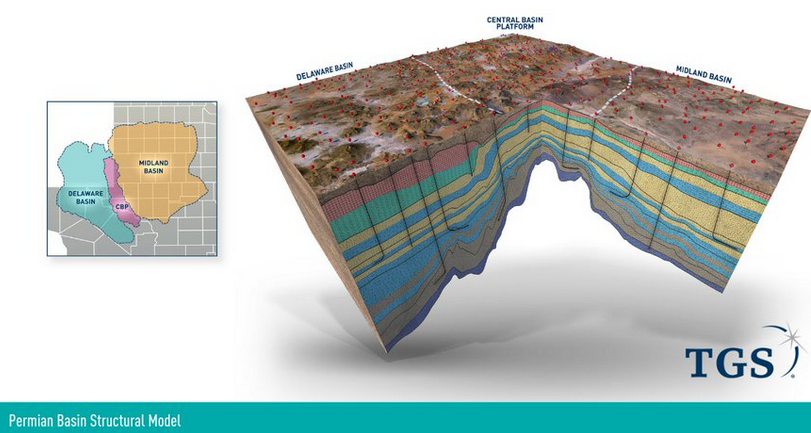 CENTRAL BASIN
PLATFORM
DELAWARE BASIN
MIDLAND BASIN
MIDLAND
BASIN
DELAWARE
BASIN
CBP
TGS
Permian Basin Structural Model